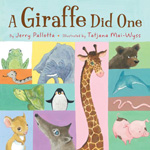 A Giraffe Did One
by Jerry Pallotta • illustrated by Tatjana Mai-Wyss